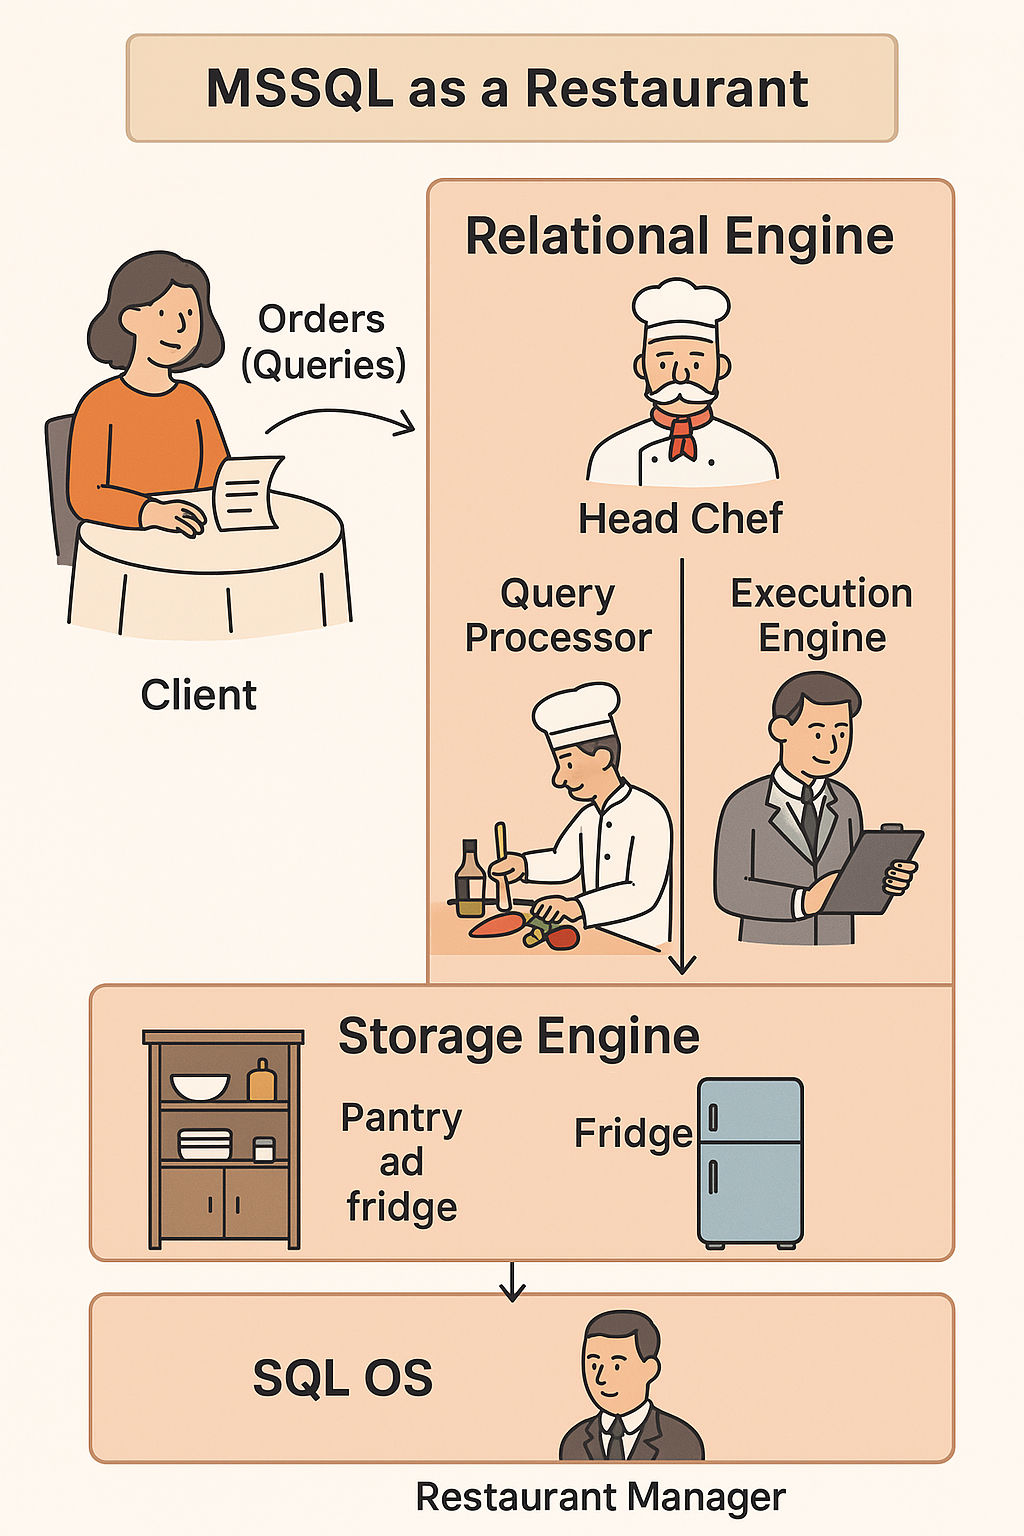 MSSQL as a Restaurant
Relational Engine
Orders
(Queries)
Head Chef
Query
Processor
Execution
Engine
Client
Storage Engine
Pantry
ad
fridge
Fridge
SQL OS
Restaurant Manager